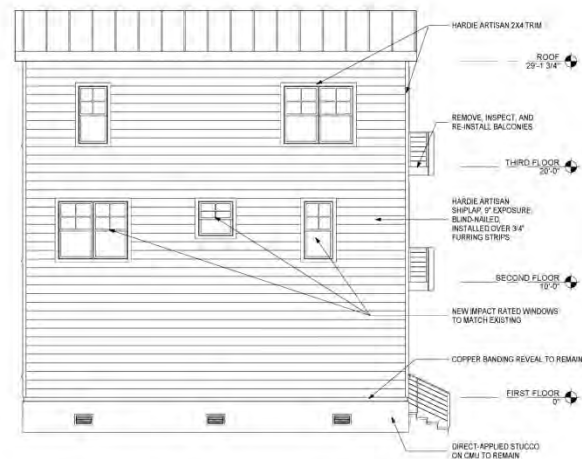 HARDIE ARTISAN 2X4 TRIM
ROOF
29'-1 3/4"
REMOVE, INSPECT, AND
RE-INSTALL BALCONIES
THIRD FLOOR
20'-0"
HARDIE ARTISAN
SHIPLAP, 9" EXPOSURE,
BLIND-NAILED,
INSTALLED OVER 3/4"
FURRING STRIPS
SECOND FLOOR
10'-0"
NEW IMPACT RATED WINDOWS
TO MATCH EXISTING
COPPER BANDING REVEAL TO REMAIN
FIRST FLOOR
0"
DIRECT-APPLIED STUCCO
ON CMU TO REMAIN